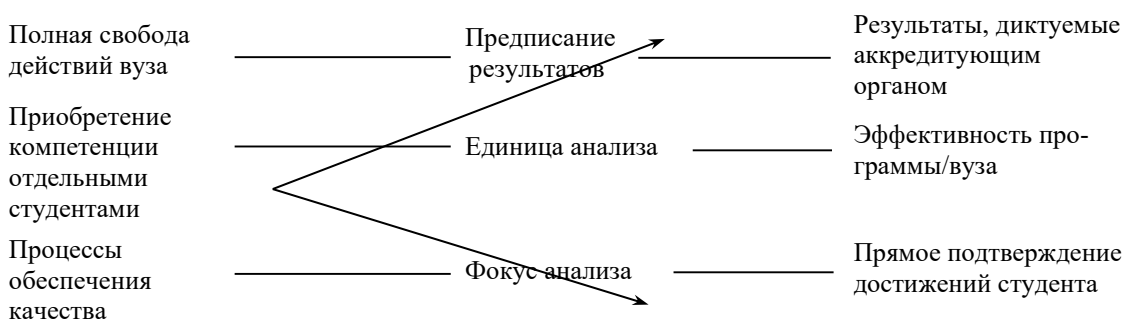 Полная свобода
действий вуза
Предписание
результатов
Результаты, диктуемые
аккредитующим
органом
Приобретение
компетенции
отдельными
студентами
Единица анализа
Эффективность про-
граммы/вуза
Процессы
обеспечения
качества
Фокус анализа
Прямое подтверждение
достижений студента